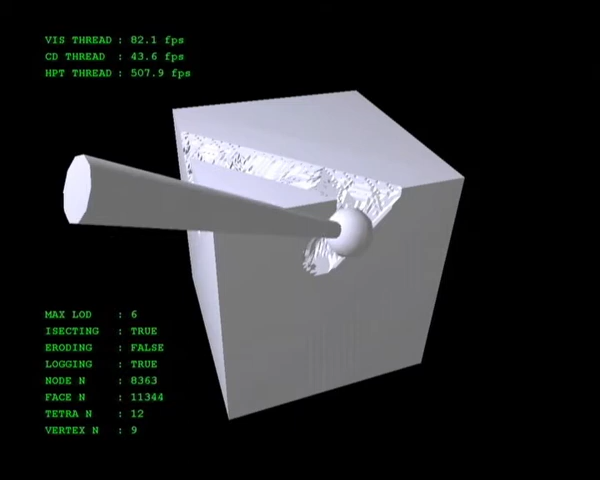 VIS THREAD : 82.1 fps
CD THREAD : 43.6 fps
HPT THREAD : 507.9 fps
MAX LOD : 6
ISECTING : TRUE
ERODING : FALSE
LOGGING : TRUE
NODE N : 8363
FACE N : 11344
TETRA N : 12
VERTEX N : 9